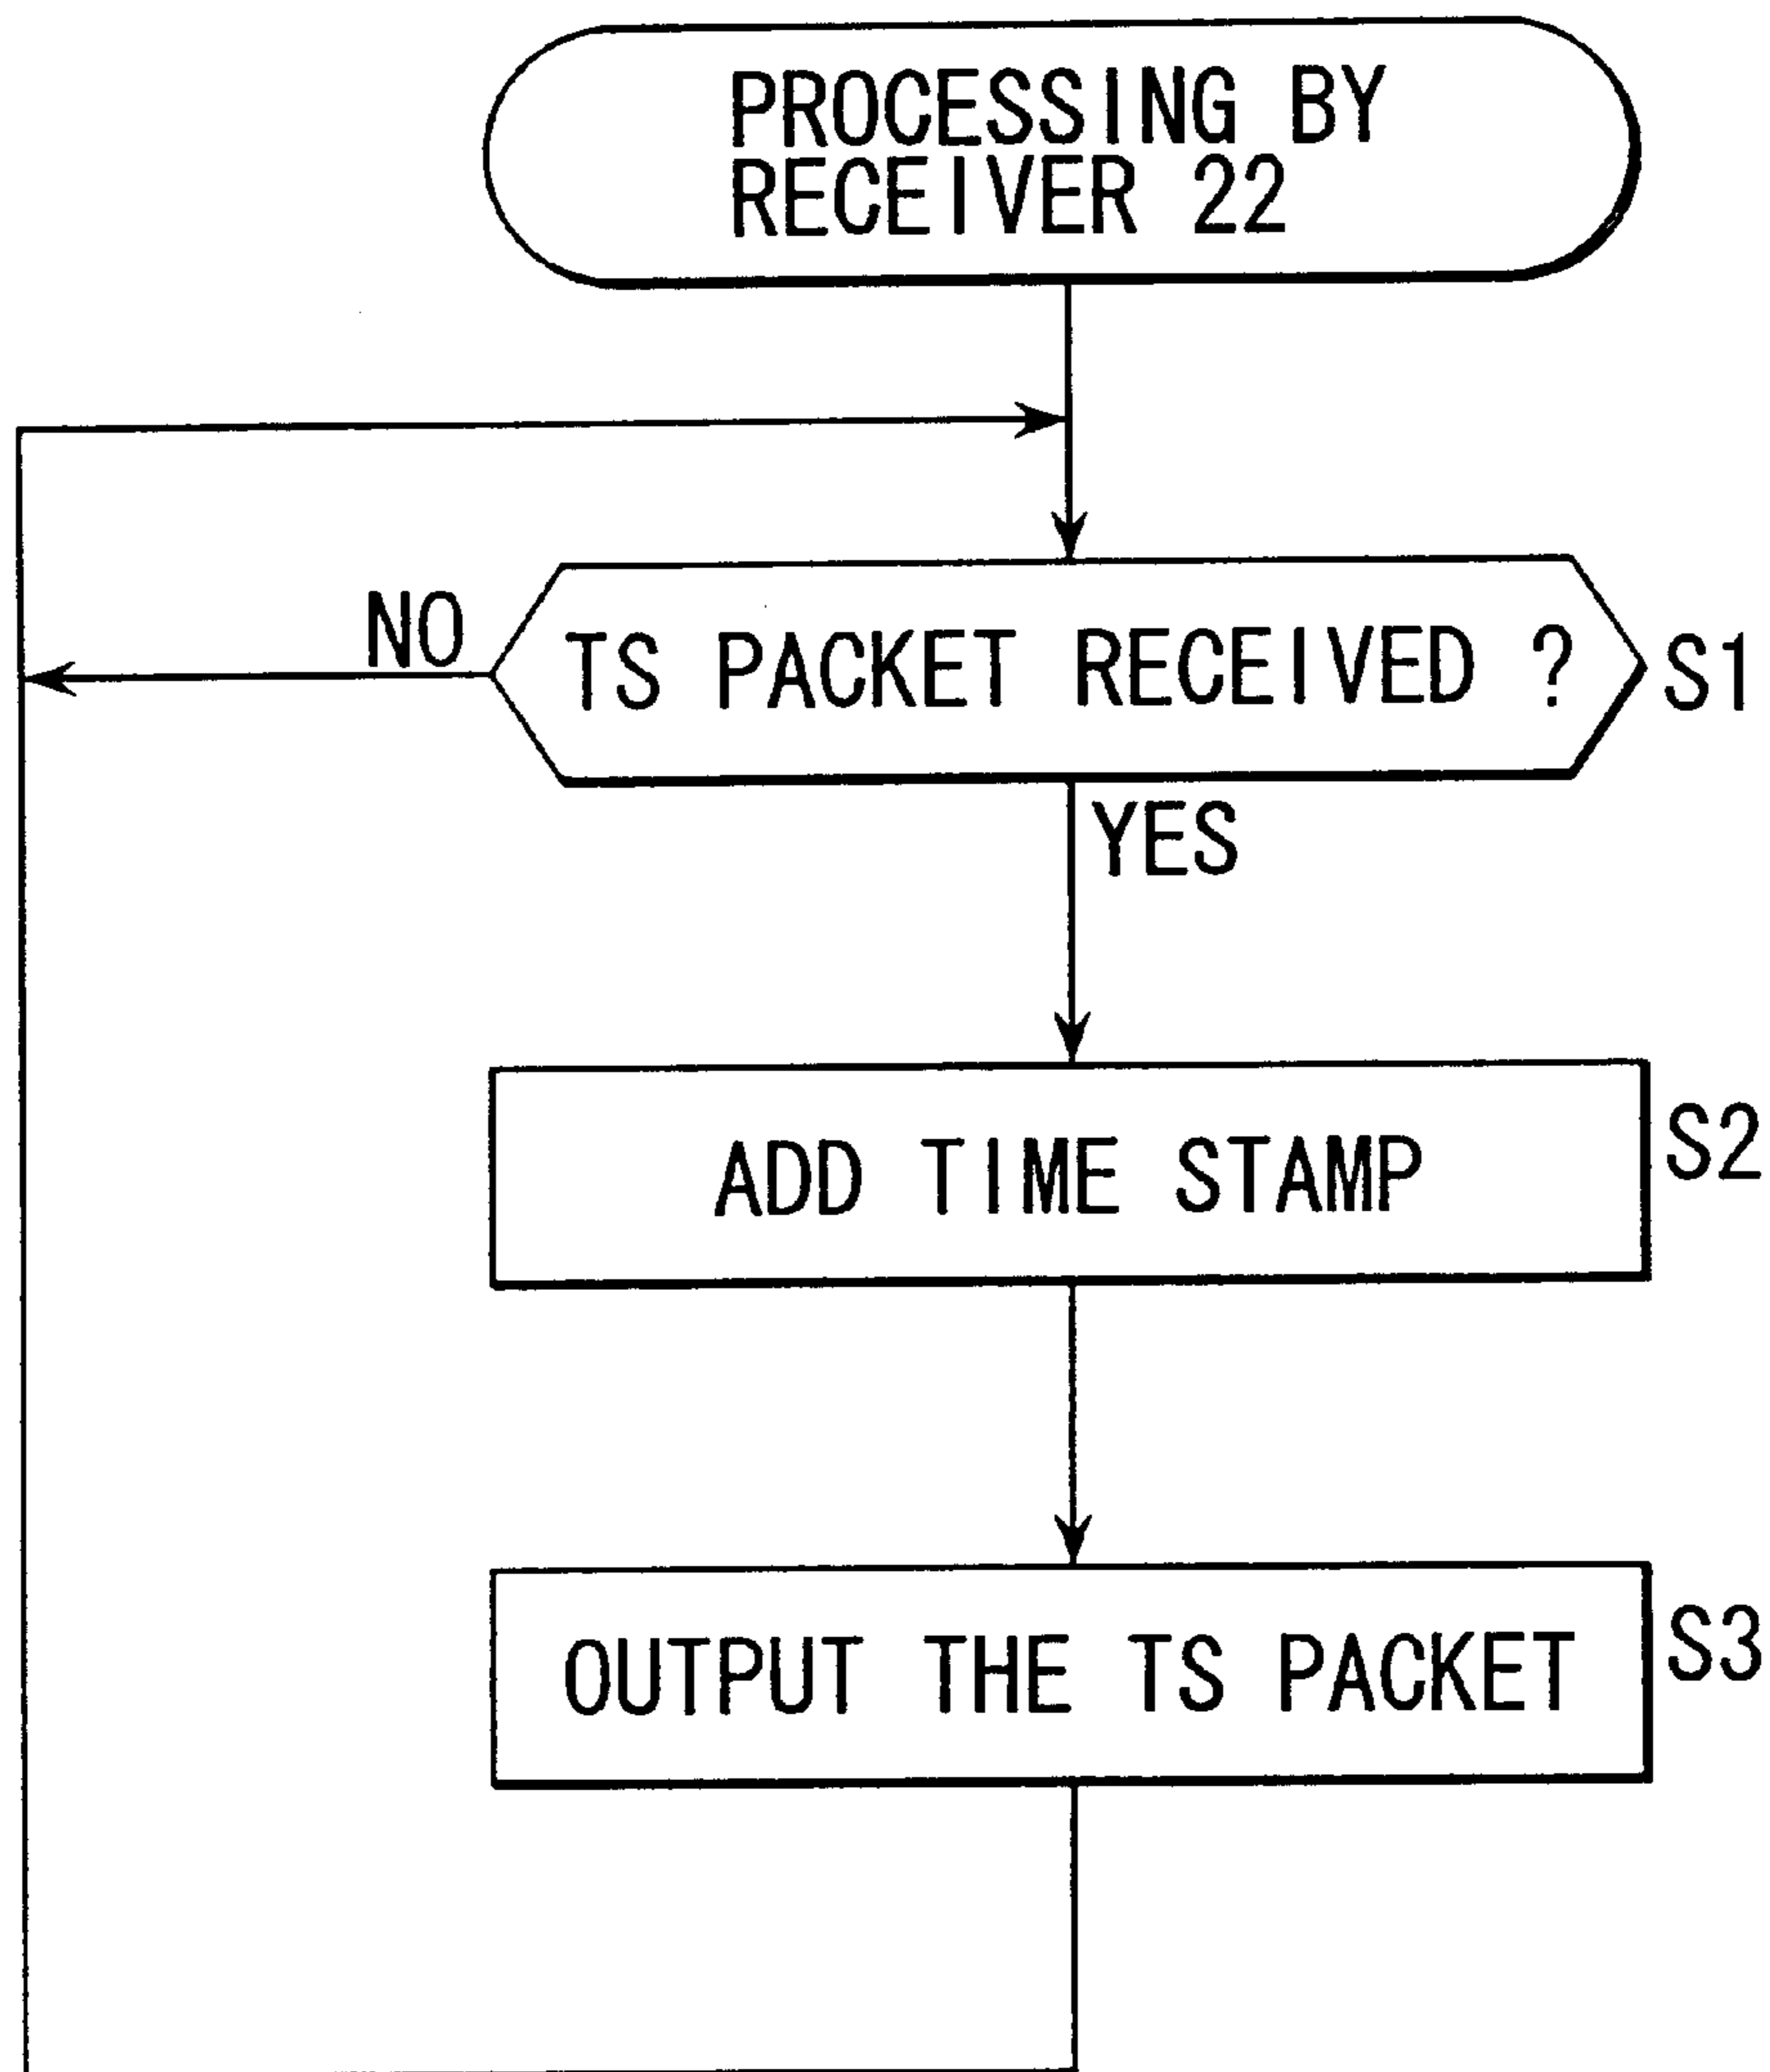 PROCESSING BY
RECEIVER 22
NO
TS PACKET RECEIVED ?
S1
YES
ADD TIME STAMP
S2
OUTPUT THE TS PACKET
S3